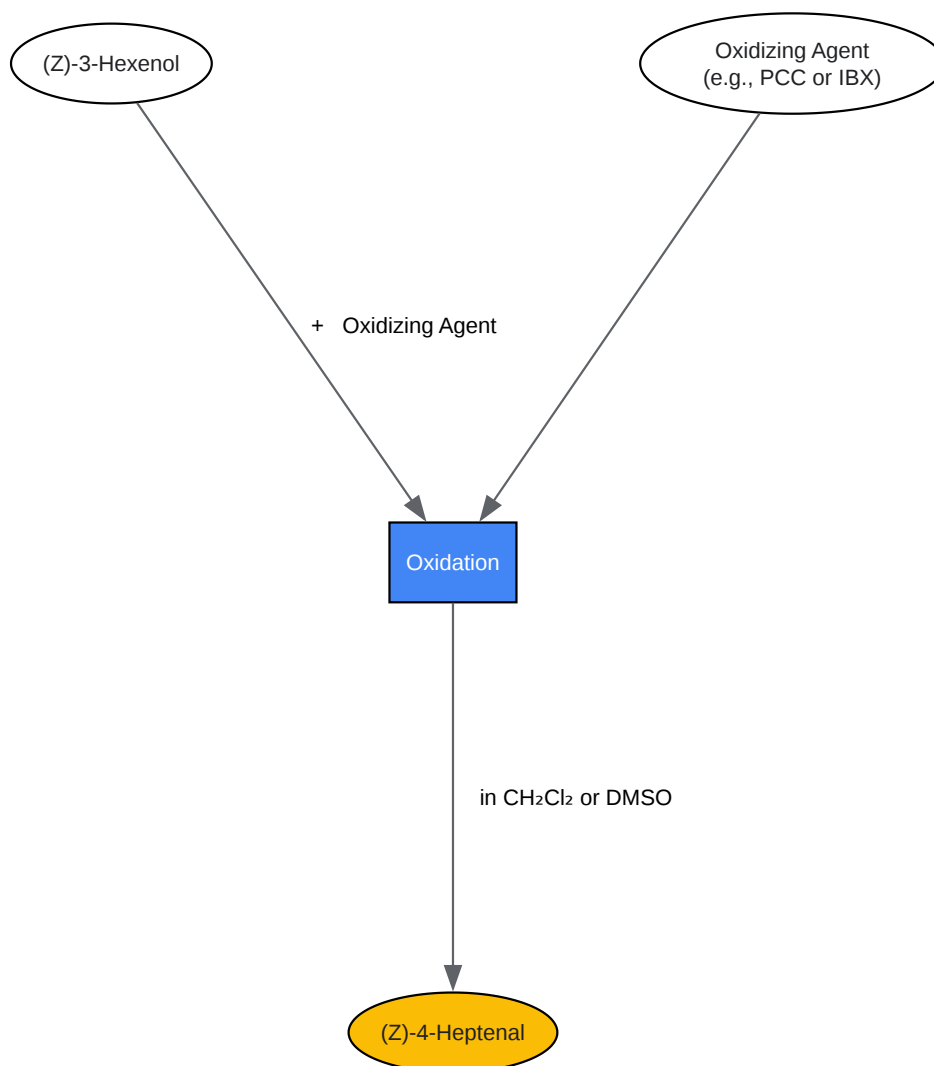 (Z)-3-Hexenol
Oxidizing Agent
(e.g., PCC or IBX)
+ Oxidizing Agent
Oxidation
in CH₂Cl₂ or DMSO
(Z)-4-Heptenal